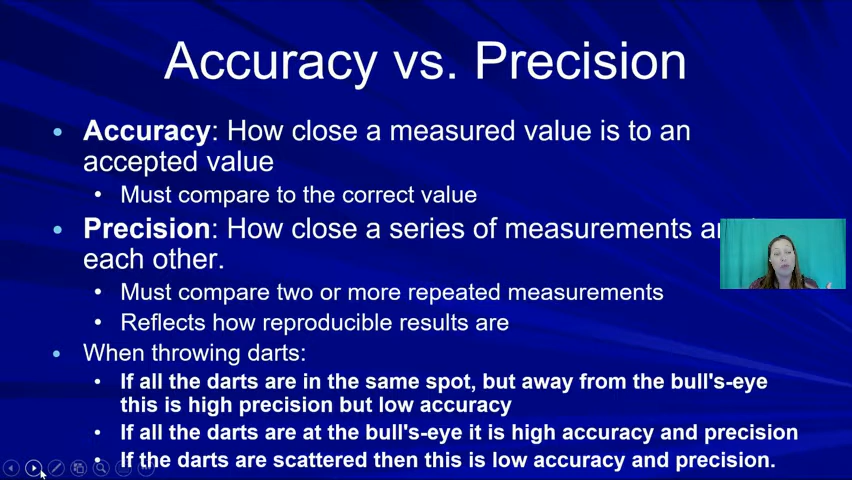 Accuracy vs. Precision
• Accuracy: How close a measured value is to an
accepted value
• Must compare to the correct value
• Precision: How close a series of measurements
each other.
• Must compare two or more repeated measurements
• Reflects how reproducible results are
• When throwing darts:
• If all the darts are in the same spot, but away from the bull's-eye
this is high precision but low accuracy
• If all the darts are at the bull's-eye it is high accuracy and precision
• If the darts are scattered then this is low accuracy and precision.